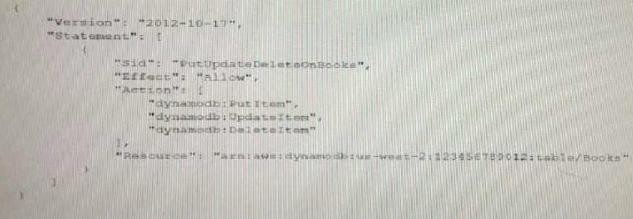 {
"Version": "2012-10-17",
"Statement": [
{
"Sid": "PutUpdateDeleteOnBooks",
"Effect": "Allow",
"Action": [
"dynamodb:PutItem",
"dynamodb:UpdateItem",
"dynamodb:DeleteItem"
],
"Resource": "arn:aws:dynamodb:us-west-2:123456789012:table/Books"
}
]
}